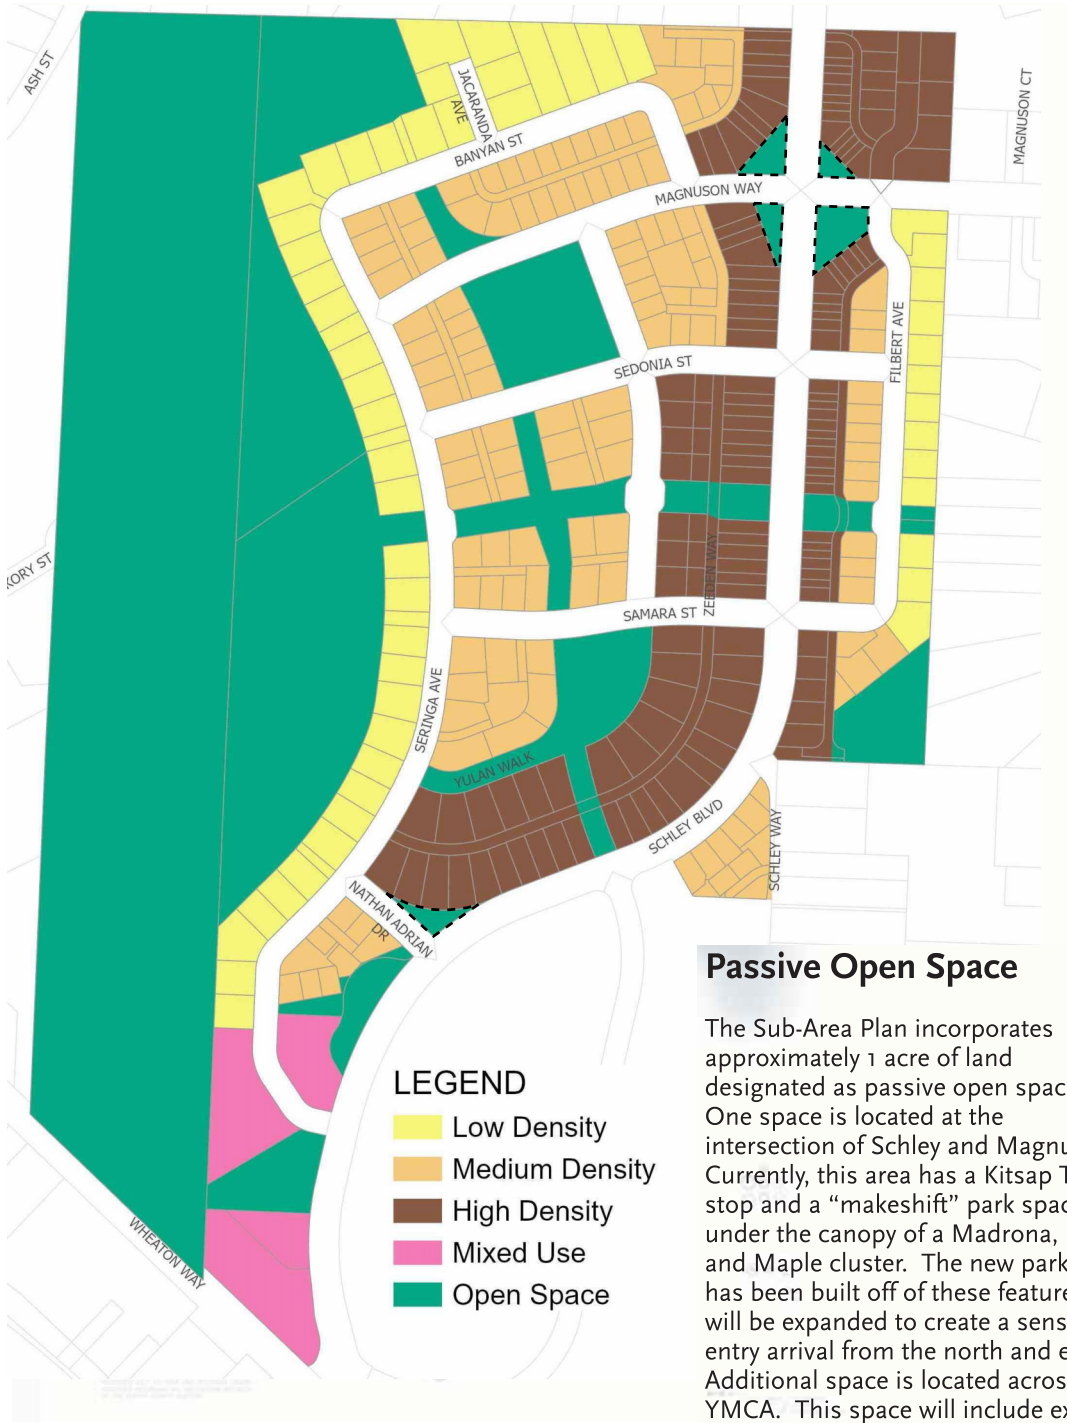 ASH ST
JACARANDA
AVE
BANYAN ST
MAGNUSON CT
MAGNUSON WAY
FILBERT AVE
SEDONIA ST
KORY ST
ZEEDEN WAY
SAMARA ST
SERINGA AVE
YULAN WALK
SCHLEY BLVD
SCHLEY WAY
NATHAN ADRIAN
DR
WHEATON WAY
LEGEND
Low Density
Medium Density
High Density
Mixed Use
Open Space
Passive Open Space
The Sub-Area Plan incorporates
approximately 1 acre of land
designated as passive open spac
One space is located at the
intersection of Schley and Magnu
Currently, this area has a Kitsap T
stop and a “makeshift” park spac
under the canopy of a Madrona,
and Maple cluster. The new park
has been built off of these feature
will be expanded to create a sens
entry arrival from the north and e
Additional space is located acros
YMCA. This space will include ex